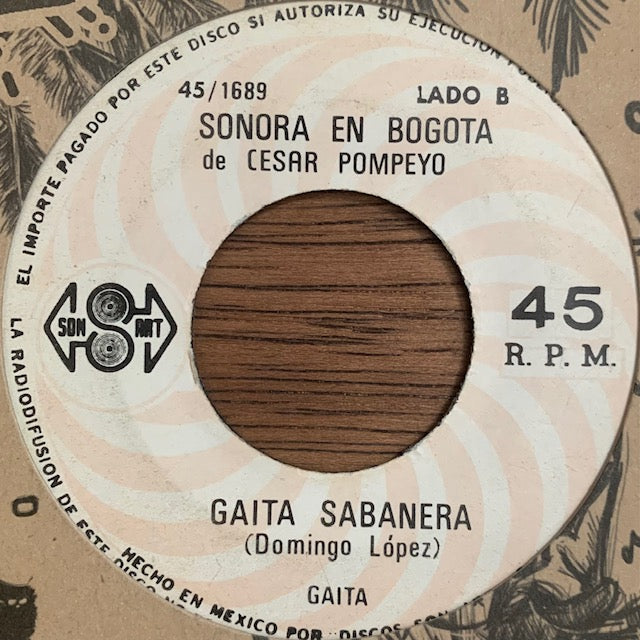 EL IMPORTE PAGADO POR ESTE DISCO SI AUTORIZA SU EJECUCION
45/1689
LADO B
SONORA EN BOGOTA
de CESAR POMPEYO
SON ART
45
R. P. M.
GAITA SABANERA
(Domingo López)
GAITA
LA RADIODIFUSION DE ESTE
HECHO EN MEXICO POR DISCOS